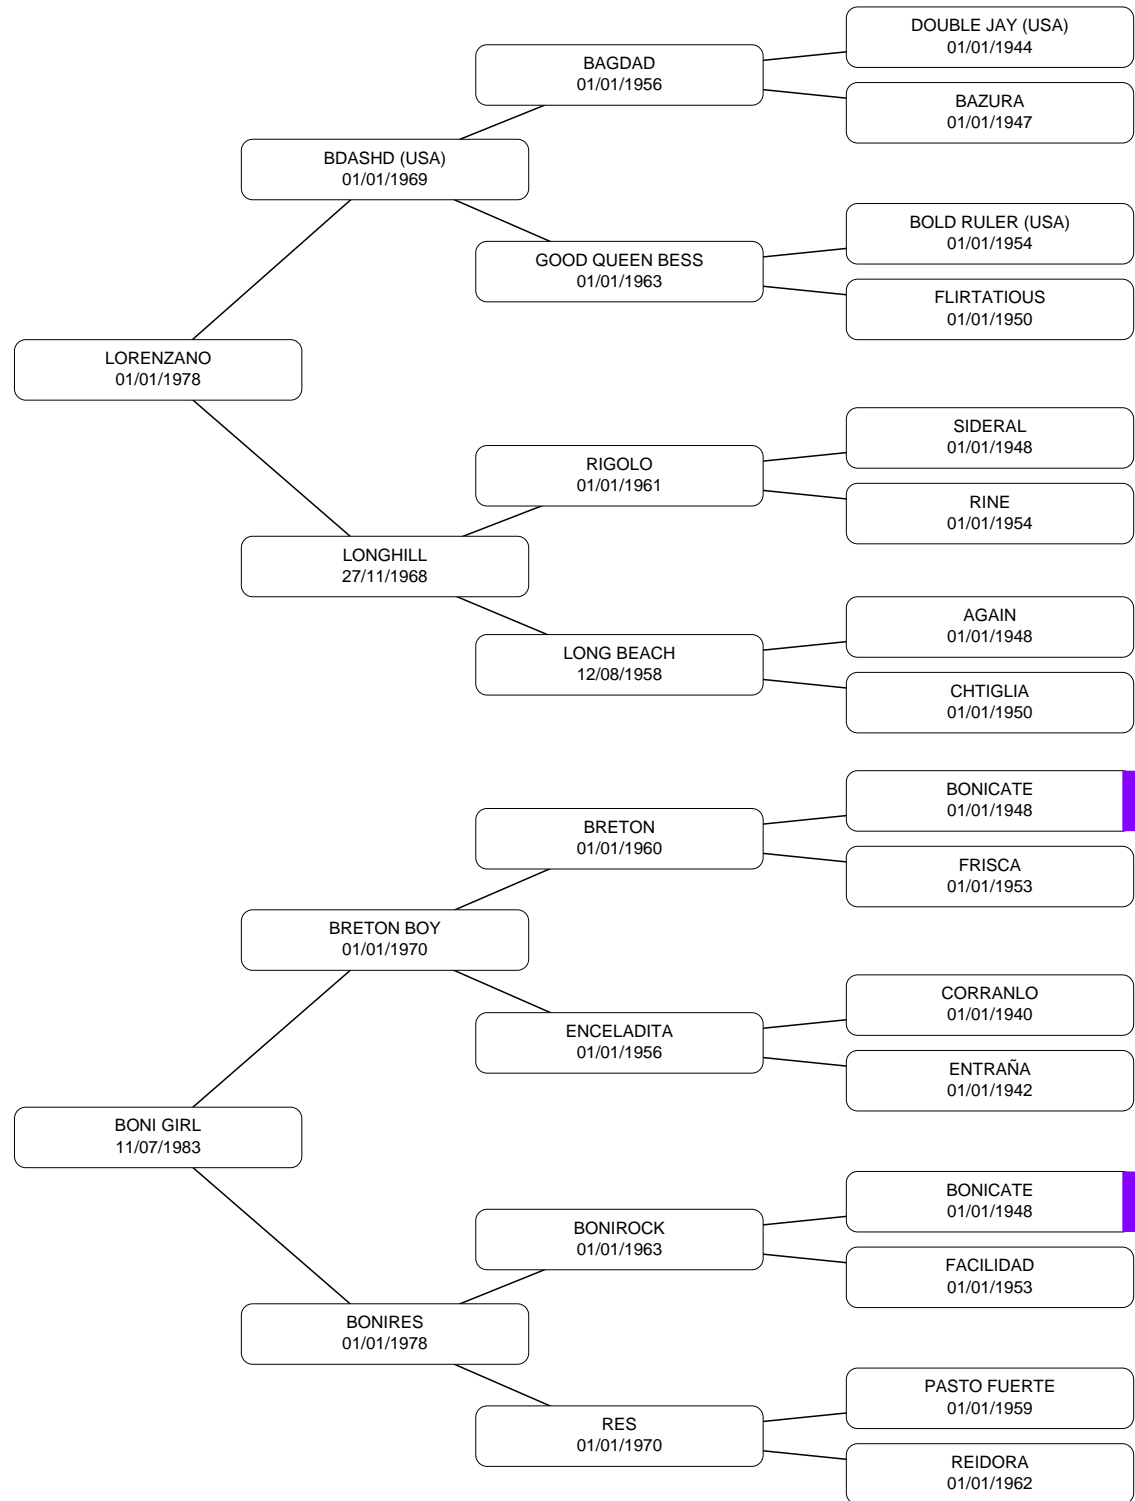 DOUBLE JAY (USA)
01/01/1944
BAGDAD
01/01/1956
BAZURA
01/01/1947
BDASHD (USA)
01/01/1969
BOLD RULER (USA)
01/01/1954
GOOD QUEEN BESS
01/01/1963
FLIRTATIOUS
01/01/1950
LORENZANO
01/01/1978
SIDERAL
01/01/1948
RIGOLO
01/01/1961
RINE
01/01/1954
LONGHILL
27/11/1968
AGAIN
01/01/1948
LONG BEACH
12/08/1958
CHTIGLIA
01/01/1950
BONICATE
01/01/1948
BRETON
01/01/1960
FRISCA
01/01/1953
BRETON BOY
01/01/1970
CORRANLO
01/01/1940
ENCELADITA
01/01/1956
ENTRAÑA
01/01/1942
BONI GIRL
11/07/1983
BONICATE
01/01/1948
BONIROCK
01/01/1963
FACILIDAD
01/01/1953
BONIRES
01/01/1978
PASTO FUERTE
01/01/1959
RES
01/01/1970
REIDORA
01/01/1962